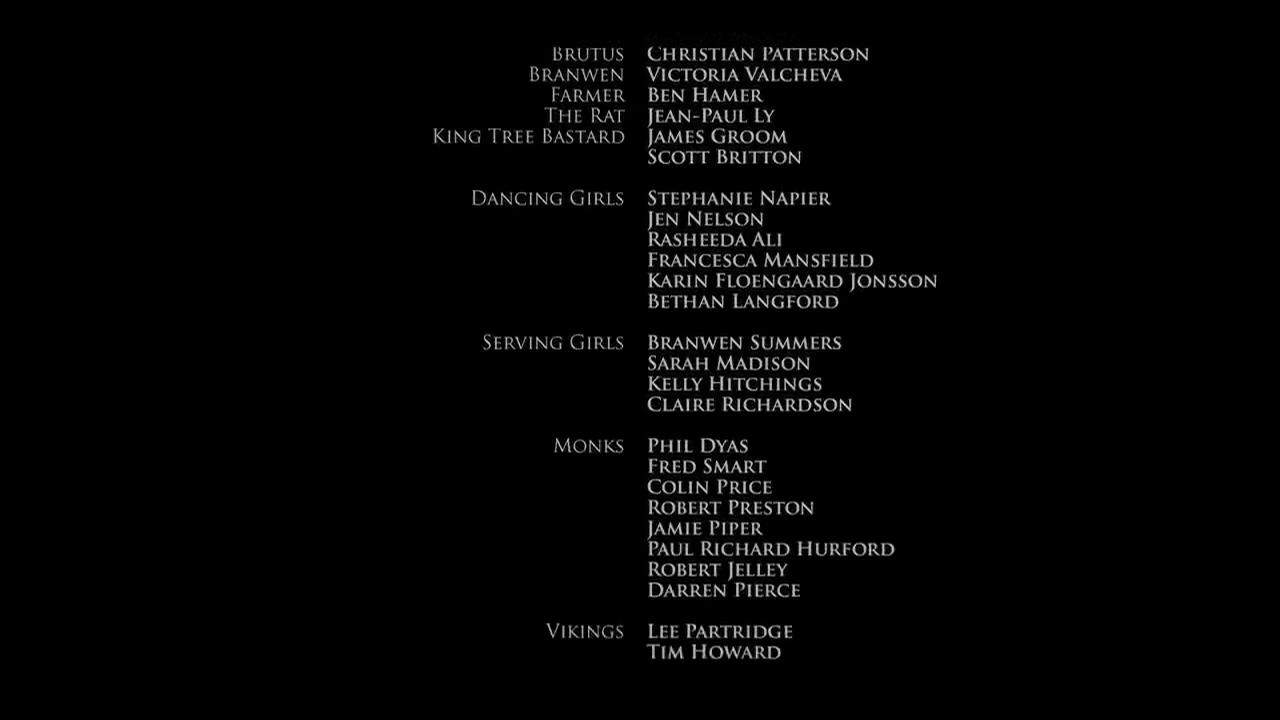 BRUTUS CHRISTIAN PATTERSON
BRANWEN VICTORIA VALCHEVA
FARMER BEN HAMER
THE RAT JEAN-PAUL LY
KING TREE BASTARD JAMES GROOM
SCOTT BRITTON
DANCING GIRLS STEPHANIE NAPIER
JEN NELSON
RASHEEDA ALI
FRANCESCA MANSFIELD
KARIN FLOENGAARD JONSSON
BETHAN LANGFORD
SERVING GIRLS BRANWEN SUMMERS
SARAH MADISON
KELLY HITCHINGS
CLAIRE RICHARDSON
MONKS PHIL DYAS
FRED SMART
COLIN PRICE
ROBERT PRESTON
JAMIE PIPER
PAUL RICHARD HURFORD
ROBERT JELLEY
DARREN PIERCE
VIKINGS LEE PARTRIDGE
TIM HOWARD